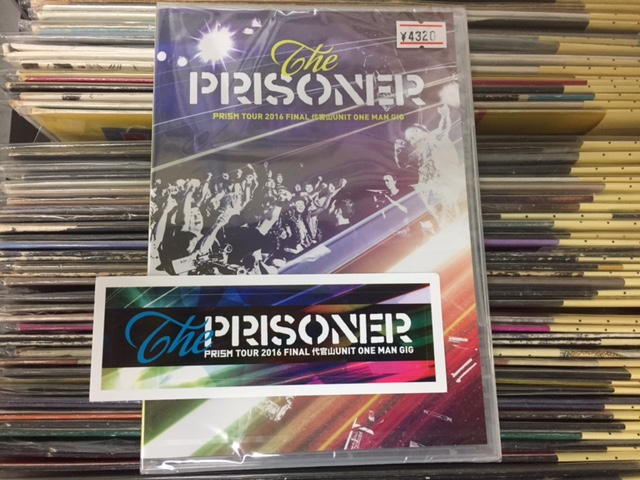 ¥4320
The
PRISONER
PRISM TOUR 2016 FINAL 代官山UNIT ONE MAN GIG
The PRISONER
PRISM TOUR 2016 FINAL 代官山UNIT ONE MAN GIG